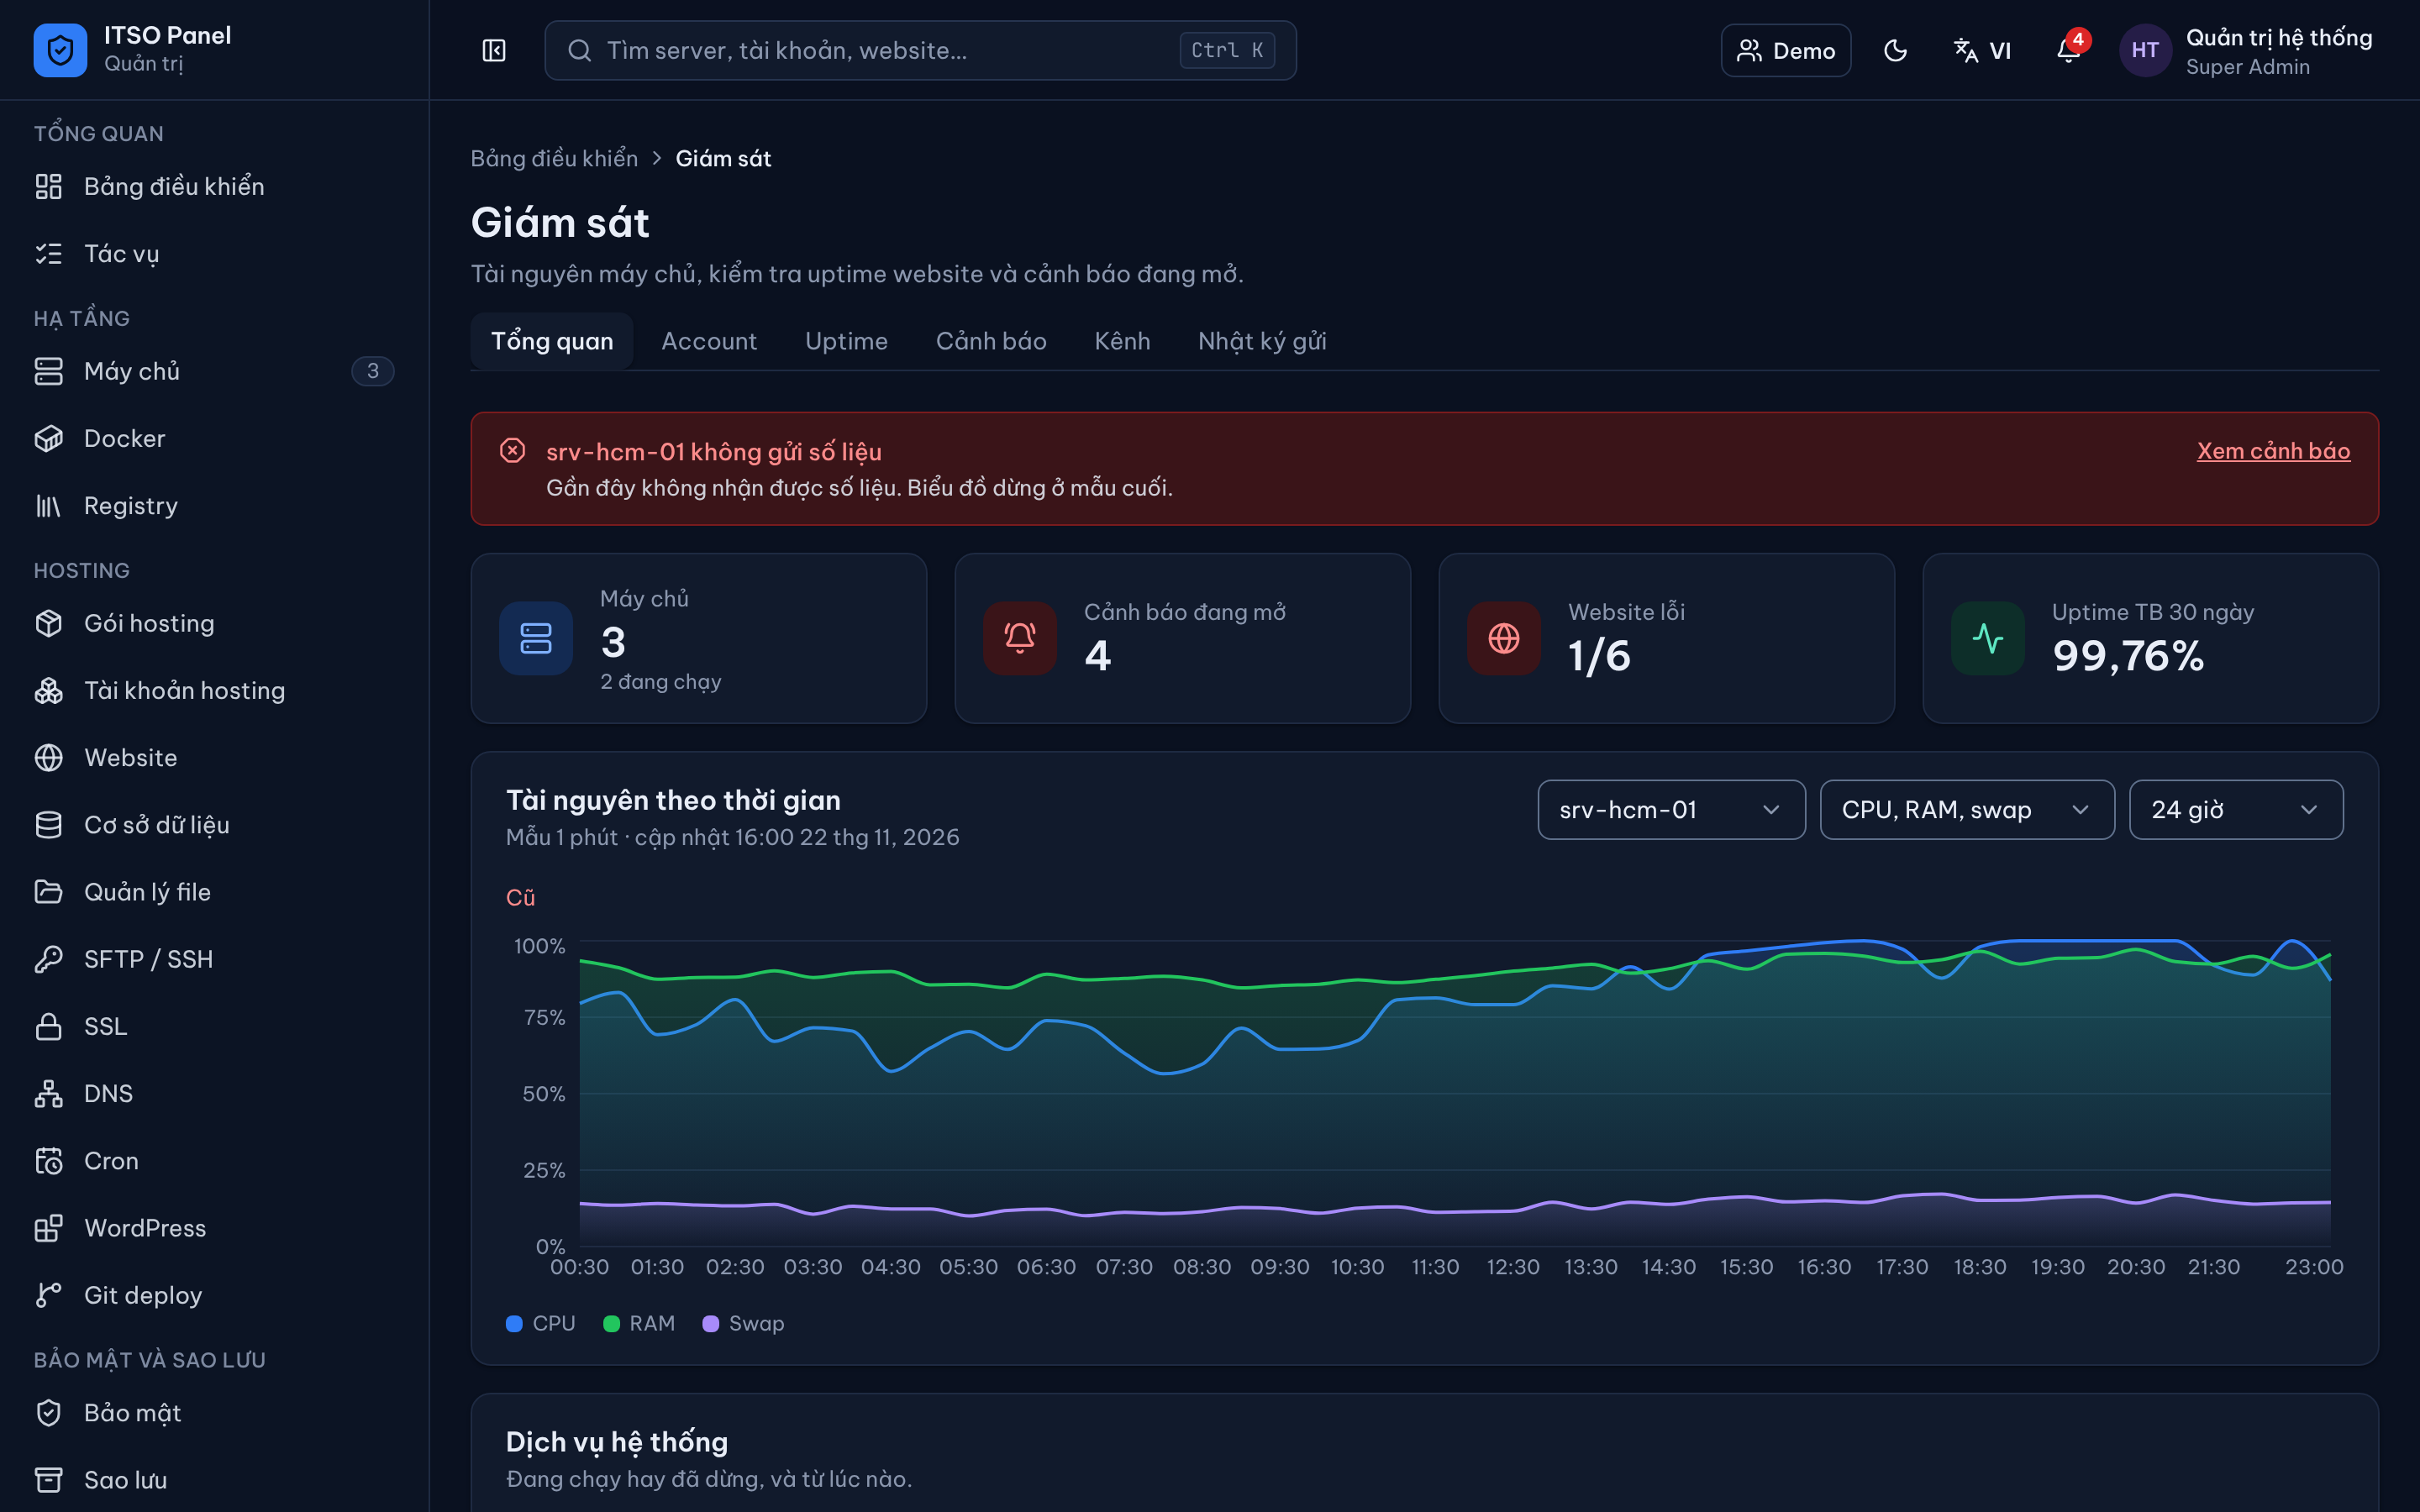 ITSO Panel
Quản trị
Tìm server, tài khoản, website...
Ctrl K
Demo
VI
4
HT
Quản trị hệ thống
Super Admin
TỔNG QUAN
Bảng điều khiển
Tác vụ
HẠ TẦNG
Máy chủ
3
Docker
Registry
HOSTING
Gói hosting
Tài khoản hosting
Website
Cơ sở dữ liệu
Quản lý file
SFTP / SSH
SSL
DNS
Cron
WordPress
Git deploy
BẢO MẬT VÀ SAO LƯU
Bảo mật
Sao lưu
Bảng điều khiển > Giám sát
Giám sát
Tài nguyên máy chủ, kiểm tra uptime website và cảnh báo đang mở.
Tổng quan
Account
Uptime
Cảnh báo
Kênh
Nhật ký gửi
srv-hcm-01 không gửi số liệu
Xem cảnh báo
Gần đây không nhận được số liệu. Biểu đồ dừng ở mẫu cuối.
Máy chủ
3
2 đang chạy
Cảnh báo đang mở
4
Website lỗi
1/6
Uptime TB 30 ngày
99,76%
Tài nguyên theo thời gian
Mẫu 1 phút · cập nhật 16:00 22 thg 11, 2026
srv-hcm-01
CPU, RAM, swap
24 giờ
Cũ
100%
75%
50%
25%
0%
00:30 01:30 02:30 03:30 04:30 05:30 06:30 07:30 08:30 09:30 10:30 11:30 12:30 13:30 14:30 15:30 16:30 17:30 18:30 19:30 20:30 21:30 23:00
CPU
RAM
Swap
Dịch vụ hệ thống
Đang chạy hay đã dừng, và từ lúc nào.